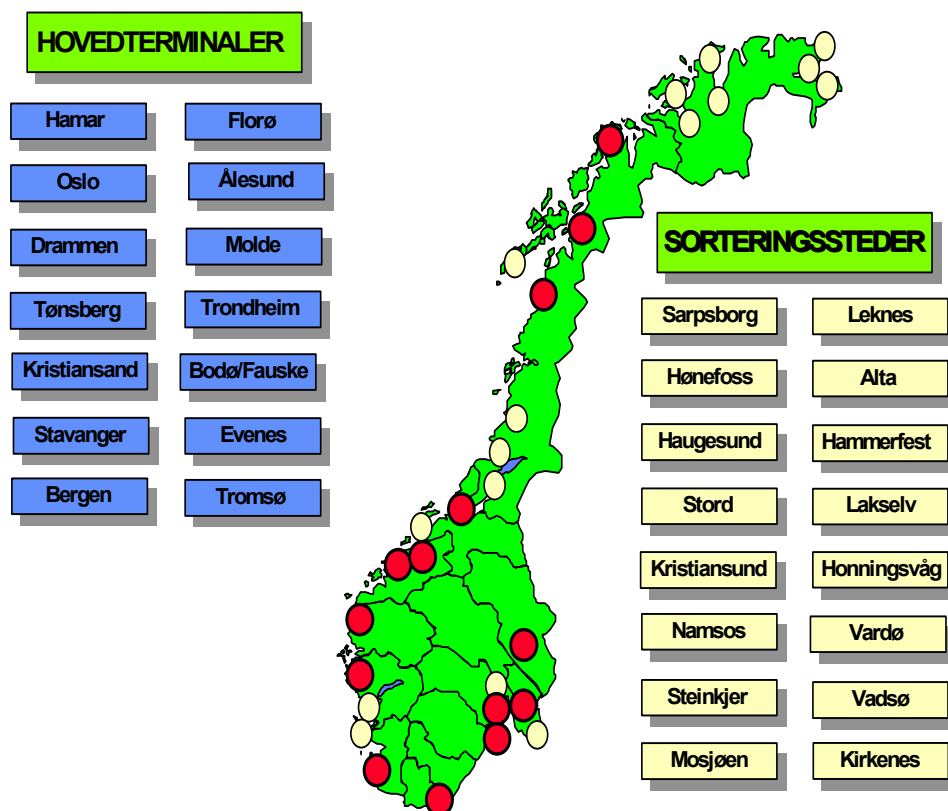 HOVEDTERMINALER
Hamar
Florø
Oslo
Ålesund
Drammen
Molde
Tønsberg
Trondheim
Kristiansand
Bodø/Fauske
Stavanger
Evenes
Bergen
Tromsø
SORTERINGSSTEDER
Sarpsborg
Leknes
Hønefoss
Alta
Haugesund
Hammerfest
Stord
Lakselv
Kristiansund
Honningsvåg
Namsos
Vardø
Steinkjer
Vadsø
Mosjøen
Kirkenes